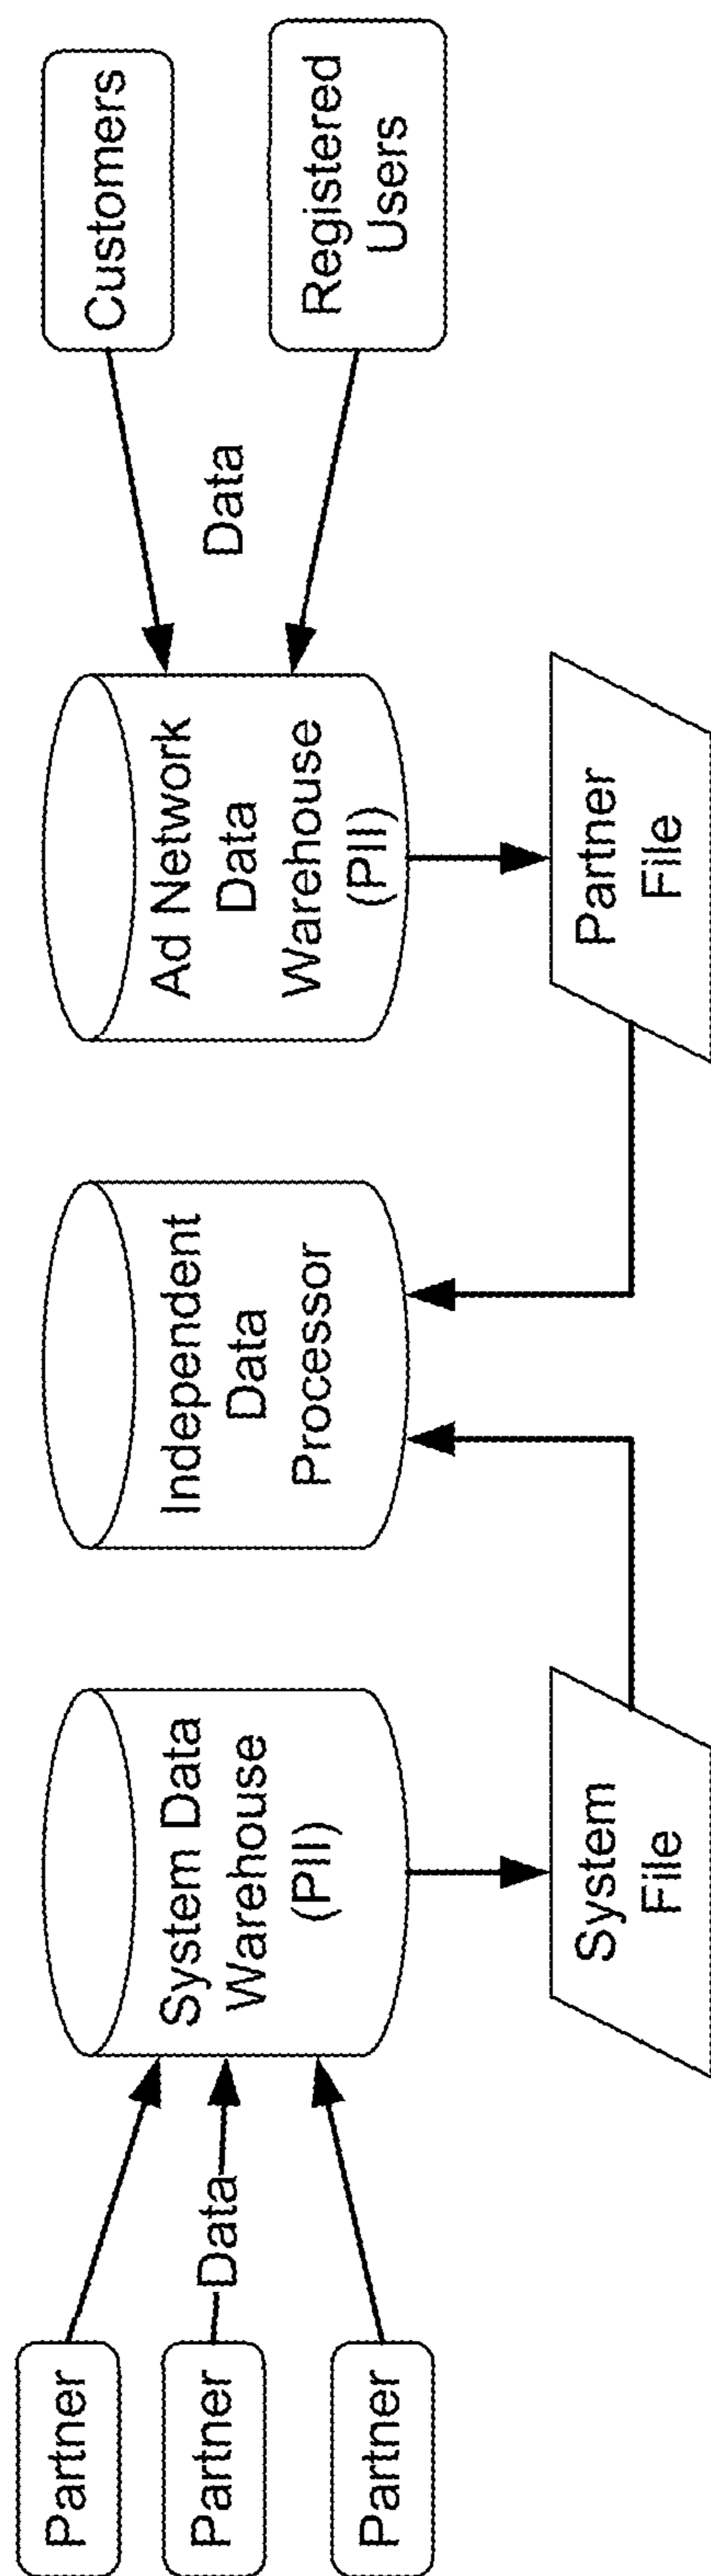 Partner
Partner
Partner
Data
System Data
Warehouse
(PII)
System
File
Independent
Data
Processor
Ad Network
Data
Warehouse
(PII)
Partner
File
Data
Customers
Registered
Users